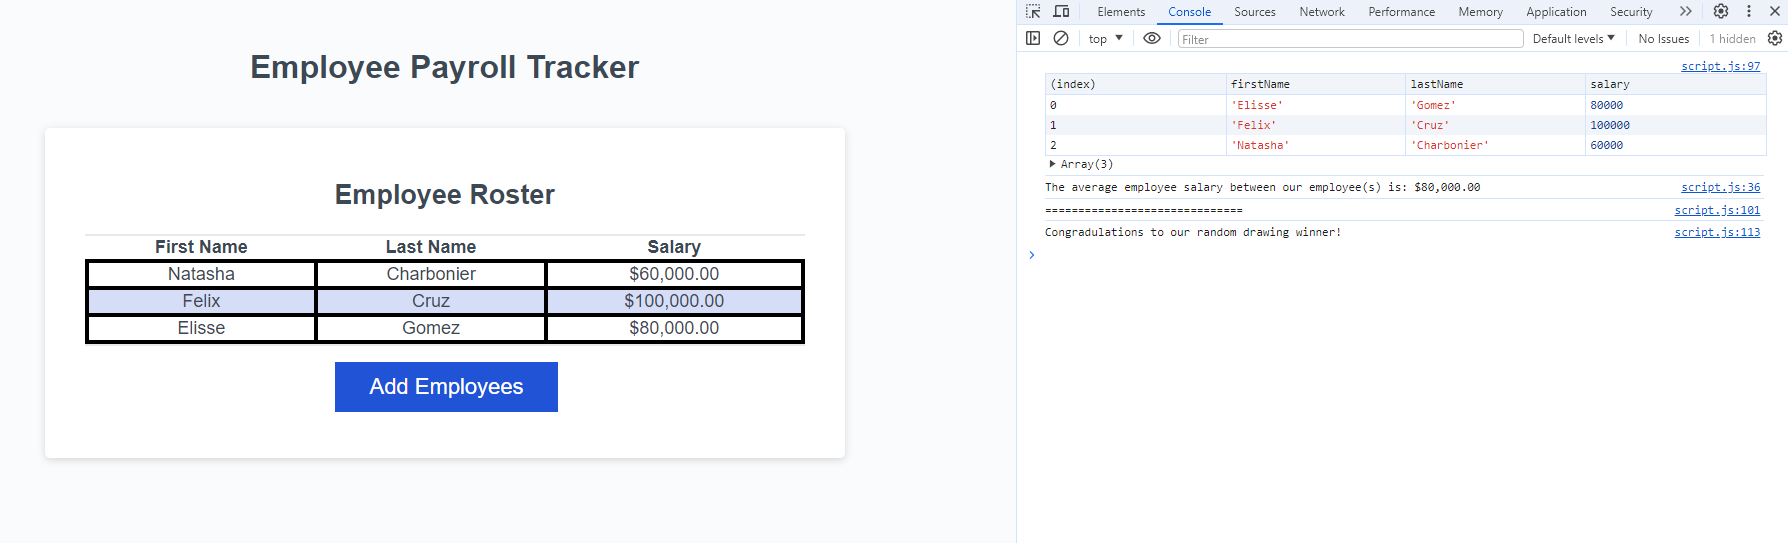 Employee Payroll Tracker
Employee Roster
First Name Last Name Salary
Natasha Charbonier $60,000.00
Felix Cruz $100,000.00
Elisse Gomez $80,000.00
Add Employees
Elements Console Sources Network Performance Memory Application Security
top Filter Default levels No Issues 1 hidden
script.js:97
(index) firstName lastName salary
0 'Elisse' 'Gomez' 80000
1 'Felix' 'Cruz' 100000
2 'Natasha' 'Charbonier' 60000
Array(3)
The average employee salary between our employee(s) is: $80,000.00 script.js:36
============================== script.js:101
Congradulations to our random drawing winner! script.js:113